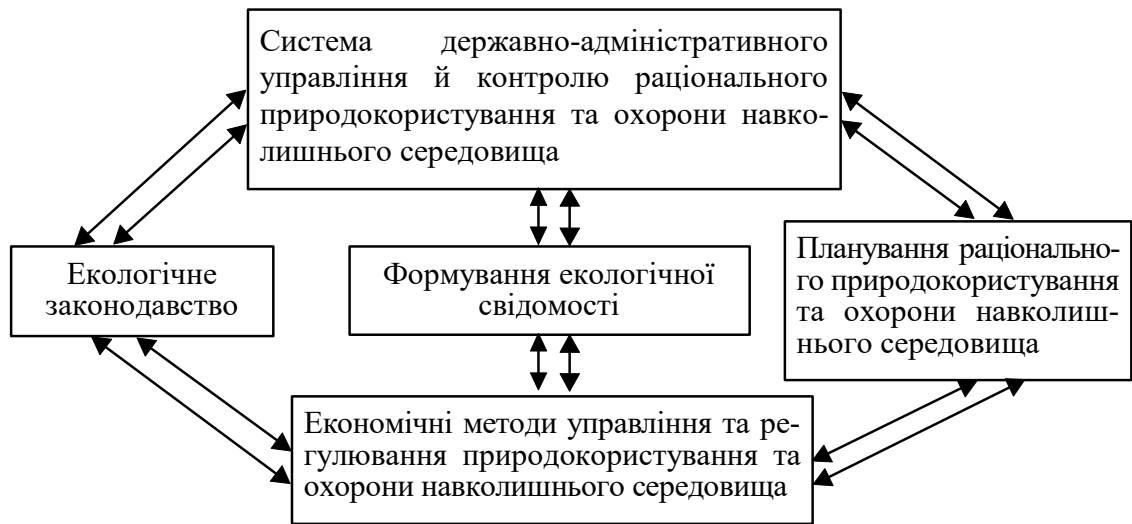 Система державно-адміністративного
управління й контролю раціонального
природокористування та охорони навко-
лишнього середовища
Екологічне
законодавство
Формування екологічної
свідомості
Планування раціонально-
го природокористування
та охорони навколиш-
нього середовища
Економічні методи управління та ре-
гулювання природокористування та
охорони навколишнього середовища